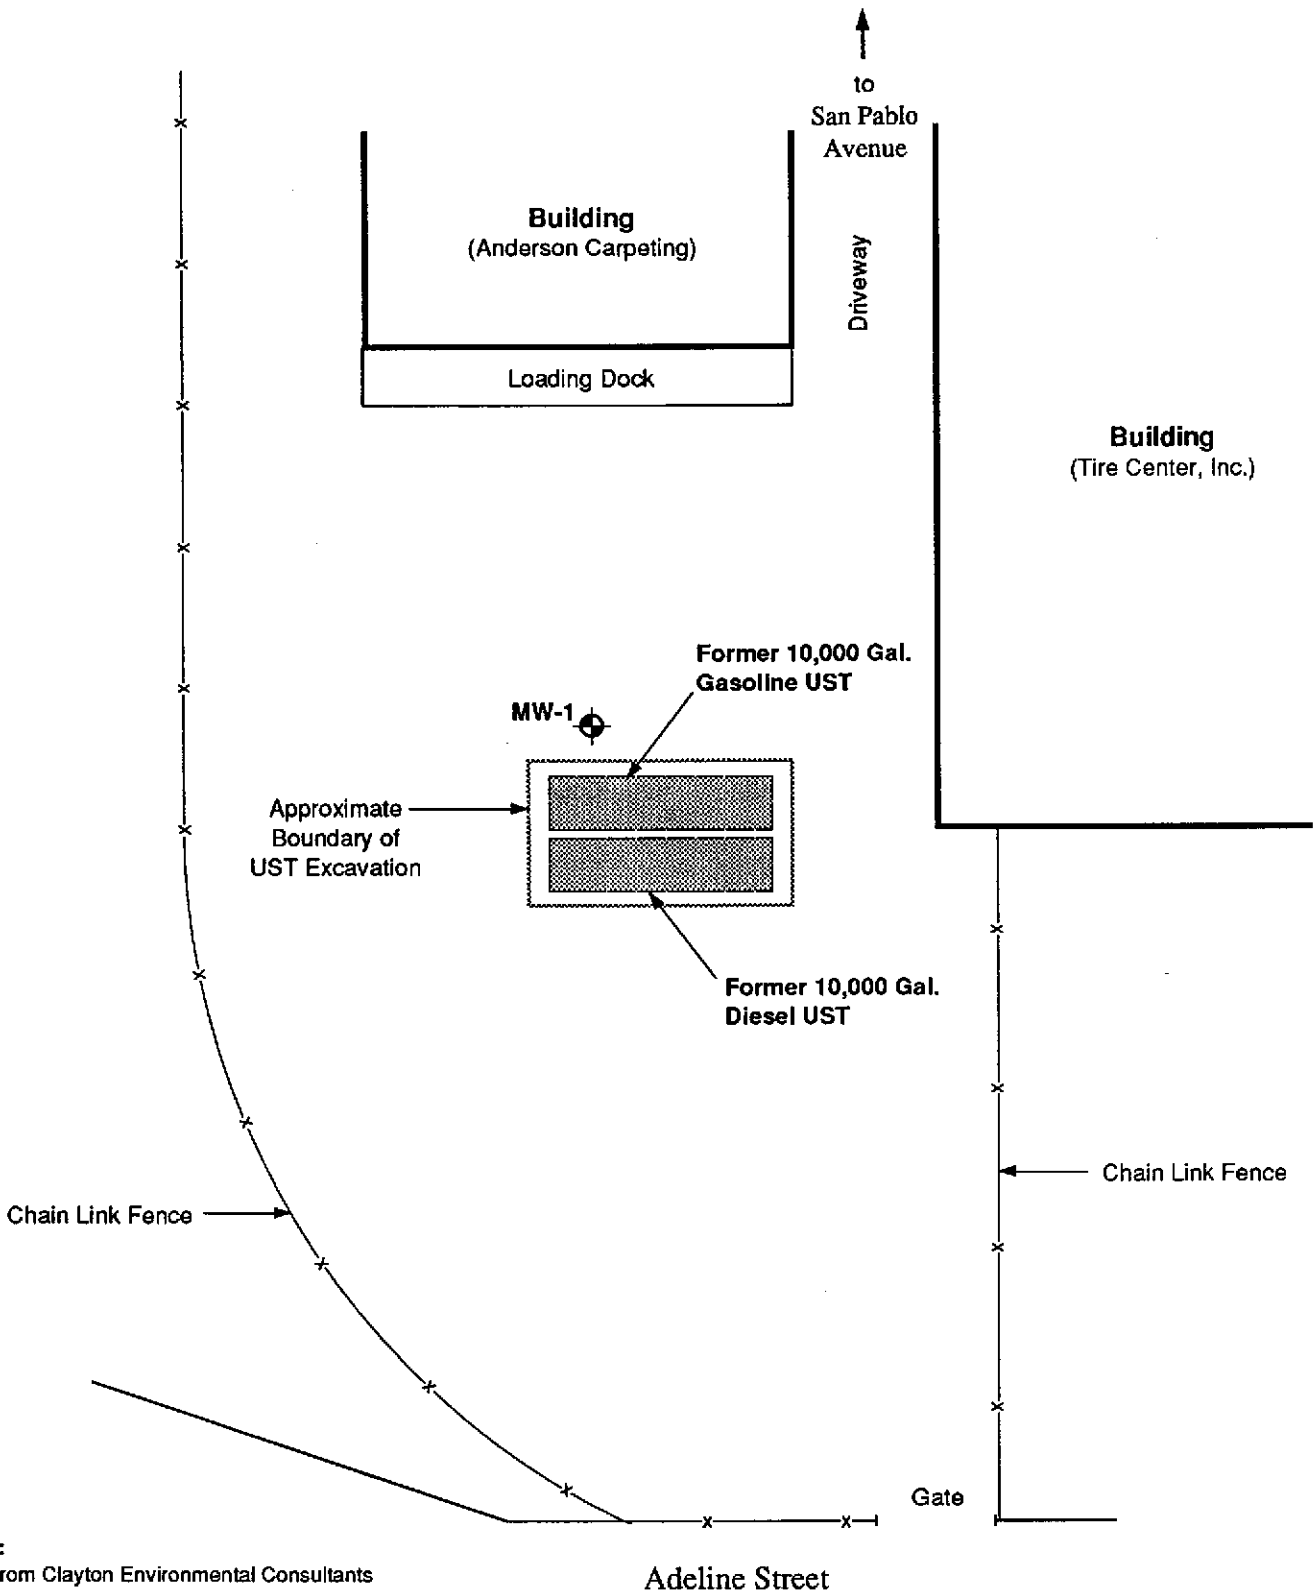 to
San Pablo
Avenue
Driveway
Building
(Anderson Carpeting)
Loading Dock
Building
(Tire Center, Inc.)
Former 10,000 Gal.
Gasoline UST
MW-1
Approximate
Boundary of
UST Excavation
Former 10,000 Gal.
Diesel UST
Chain Link Fence
Chain Link Fence
Gate
:
rom Clayton Environmental Consultants
Adeline Street